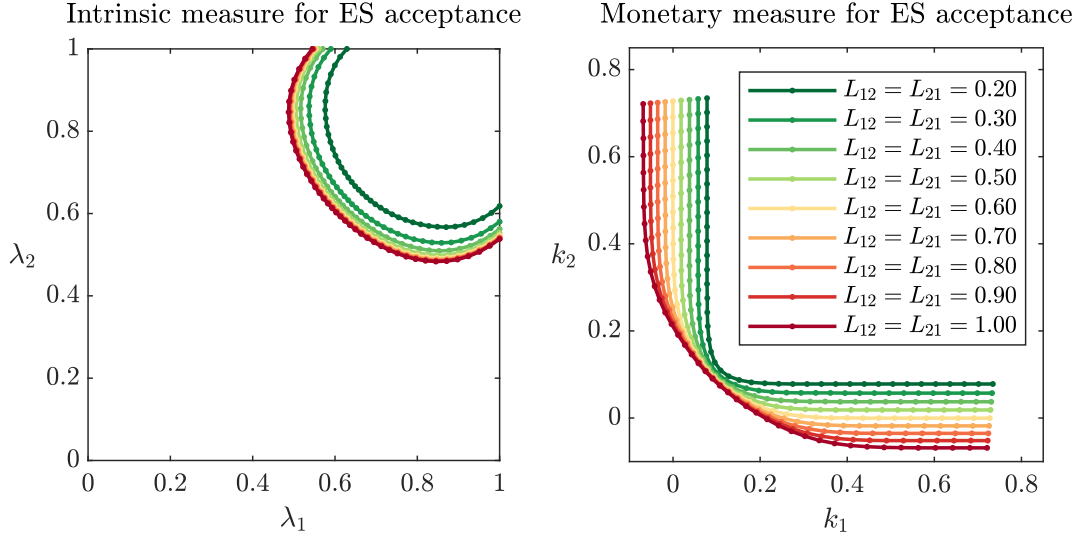 Intrinsic measure for ES acceptance
1
0.8
0.6
0.4
0.2
0
λ₂
0 0.2 0.4 0.6 0.8 1
λ₁
Monetary measure for ES acceptance
0.8
0.6
0.4
0.2
0
k₂
0 0.2 0.4 0.6 0.8
k₁
L₁₂ = L₂₁ = 0.20
L₁₂ = L₂₁ = 0.30
L₁₂ = L₂₁ = 0.40
L₁₂ = L₂₁ = 0.50
L₁₂ = L₂₁ = 0.60
L₁₂ = L₂₁ = 0.70
L₁₂ = L₂₁ = 0.80
L₁₂ = L₂₁ = 0.90
L₁₂ = L₂₁ = 1.00